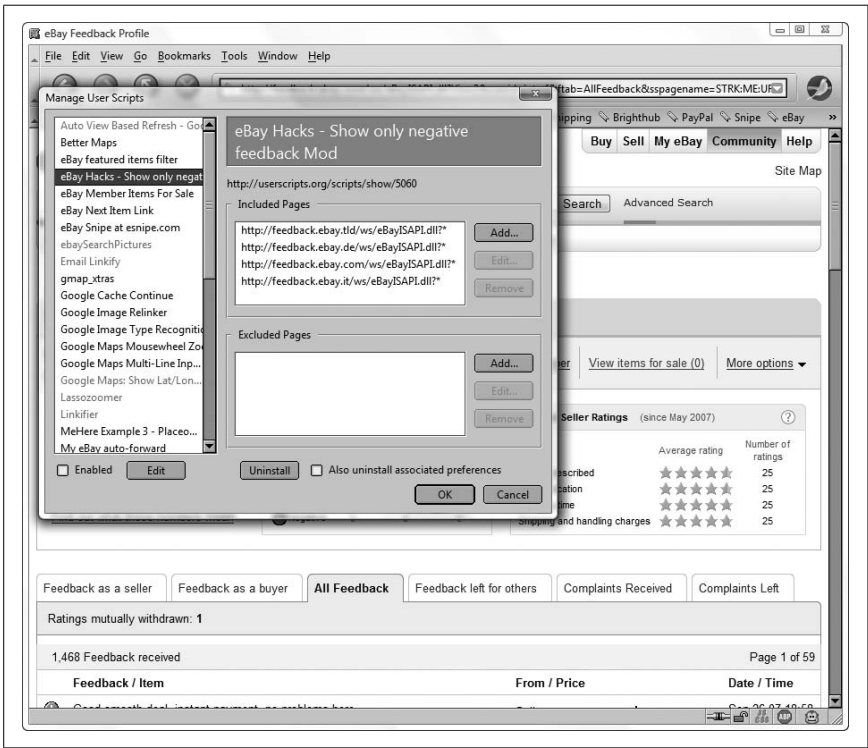 eBay Feedback Profile
File Edit View Go Bookmarks Tools Window Help
ftab=AllFeedback&sspagename=STRK:ME:UF
Manage User Scripts
Brighthub PayPal Snipe eBay »
Buy Sell My eBay Community Help
Site Map
Search Advanced Search
Auto View Based Refresh - Goo
Better Maps
eBay featured items filter
eBay Hacks - Show only negat
eBay Member Items For Sale
eBay Next Item Link
eBay Snipe at esnipe.com
ebaySearchPictures
Email Linkify
gmap_xtras
Google Cache Continue
Google Image Relinker
Google Image Type Recognitio
Google Maps Mousewheel Zo
Google Maps Multi-Line Inp...
Google Maps: Show Lat/Lon...
Lassozoomer
Linkifier
MeHere Example 3 - Placeo...
My eBay auto-forward
Enabled Edit
eBay Hacks - Show only negative
feedback Mod
http://userscripts.org/scripts/show/5060
Included Pages
http://feedback.ebay.tld/ws/eBayISAPI.dll?*
http://feedback.ebay.de/ws/eBayISAPI.dll?*
http://feedback.ebay.com/ws/eBayISAPI.dll?*
http://feedback.ebay.it/ws/eBayISAPI.dll?*
Add...
Edit...
Remove
Excluded Pages
Add...
Edit...
Remove
Uninstall Also uninstall associated preferences
OK Cancel
View items for sale (0) More options
Seller Ratings (since May 2007) ?
Average rating Number of
ratings
25
25
25
Shipping and handling charges 25
Feedback as a seller Feedback as a buyer All Feedback Feedback left for others Complaints Received Complaints Left
Ratings mutually withdrawn: 1
1,468 Feedback received Page 1 of 59
Feedback / Item From / Price Date / Time
JS
CSS ABP